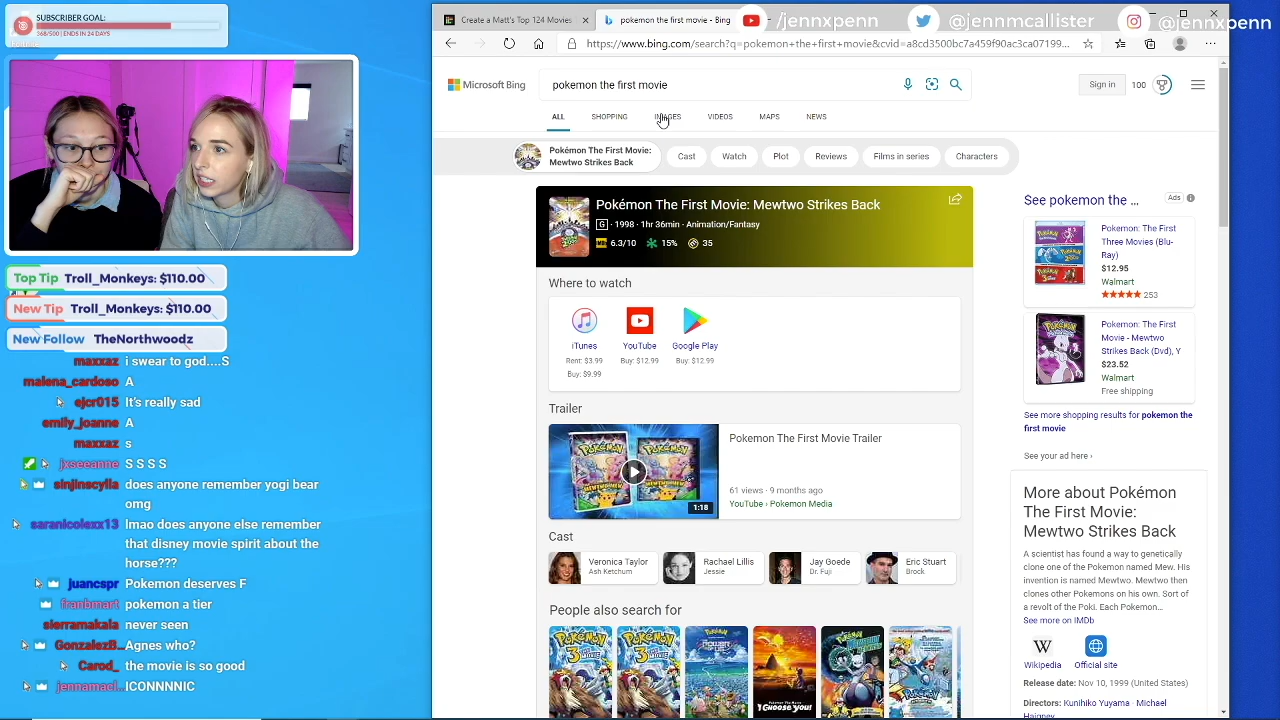 SUBSCRIBER GOAL:
368/500 | ENDS IN 24 DAYS
Top Tip Troll_Monkeys: $110.00
New Tip Troll_Monkeys: $110.00
New Follow TheNorthwoodz
maxxaz i swear to god....S
malena_cardoso A
ejcr015 It's really sad
emily_joanne A
maxxaz s
jxseeanne S S S S
sinjinscylla does anyone remember yogi bear
omg
saranicolexx13 lmao does anyone else remember
that disney movie spirit about the
horse???
juancspr Pokemon deserves F
franbmart pokemon a tier
sierramakala never seen
GonzalezB... Agnes who?
Carod_ the movie is so good
jennamacl... ICONNNNIC
Create a Matt's Top 124 Movies
pokemon the first movie - Bing
/jennxpenn
@jennmcallister
@jennxpenn
https://www.bing.com/search?q=pokemon+the+first+movie&cvid=a8cd3500bc7a459f90ac3ca07199...
Microsoft Bing
pokemon the first movie
Sign in 100
ALL SHOPPING IMAGES VIDEOS MAPS NEWS
Pokémon The First Movie:
Mewtwo Strikes Back
Cast Watch Plot Reviews Films in series Characters
Pokémon The First Movie: Mewtwo Strikes Back
G · 1998 · 1hr 36min · Animation/Fantasy
6.3/10 15% 35
Where to watch
iTunes YouTube Google Play
Rent: $3.99 Buy: $12.99 Buy: $12.99
Buy: $9.99
Trailer
Pokemon The First Movie Trailer
61 views · 9 months ago
YouTube › Pokemon Media
1:18
Cast
Veronica Taylor
Ash Ketchum
Rachael Lillis
Jessie
Jay Goede
Dr. Fuji
Eric Stuart
Brock
People also search for
See pokemon the ...
Ads
Pokemon: The First
Three Movies (Blu-
Ray)
$12.95
Walmart
253
Pokemon: The First
Movie - Mewtwo
Strikes Back (Dvd), Y
$23.52
Walmart
Free shipping
See more shopping results for pokemon the
first movie
See your ad here ›
More about Pokémon
The First Movie:
Mewtwo Strikes Back
A scientist has found a way to genetically
clone one of the Pokemon named Mew. His
invention is named Mewtwo. Mewtwo then
clones other Pokemons on his own. Sort of
a revolt of the Poki. Each Pokemon...
See more on IMDb
Wikipedia Official site
Release date: Nov 10, 1999 (United States)
Directors: Kunihiko Yuyama · Michael
Haigney